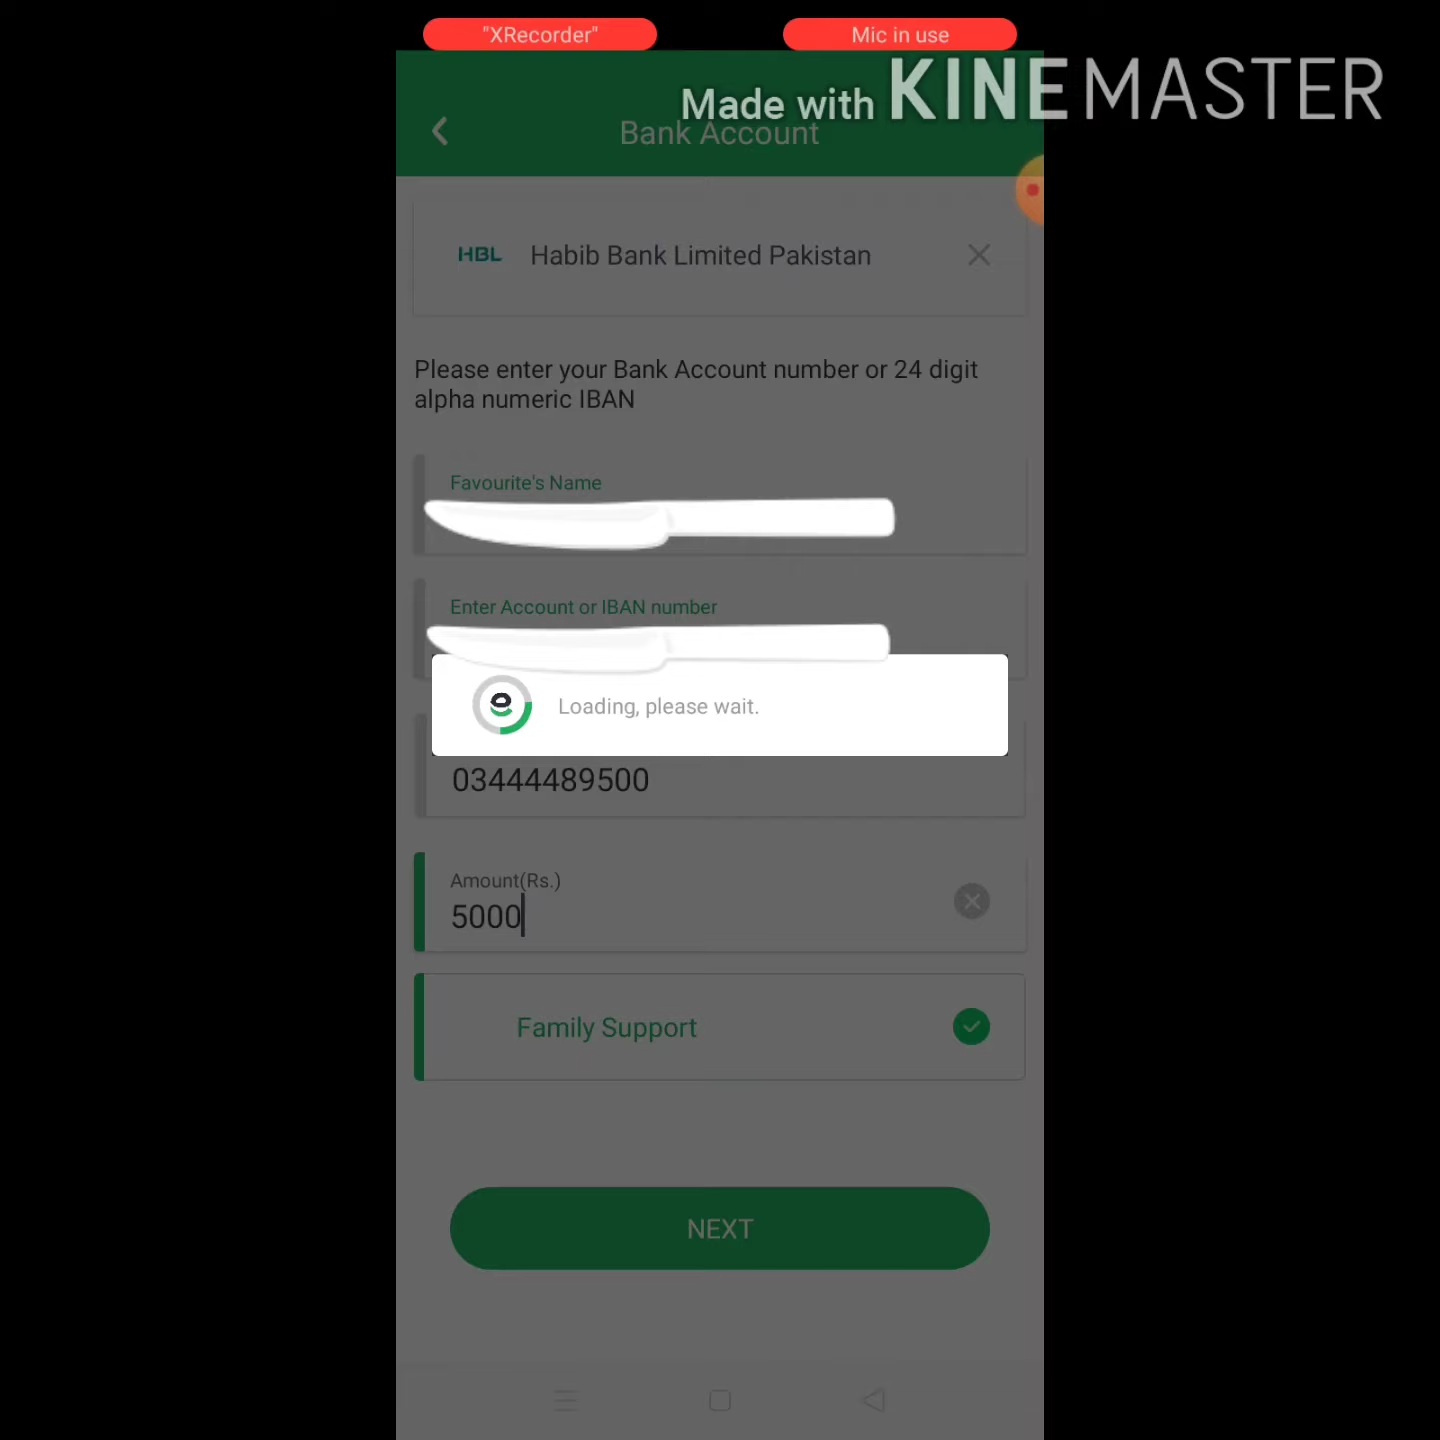 "XRecorder"
Mic in use
Made with KINEMASTER
Bank Account
HBL
Habib Bank Limited Pakistan
Please enter your Bank Account number or 24 digit
alpha numeric IBAN
Favourite's Name
Enter Account or IBAN number
Loading, please wait.
03444489500
Amount(Rs.)
5000
Family Support
NEXT